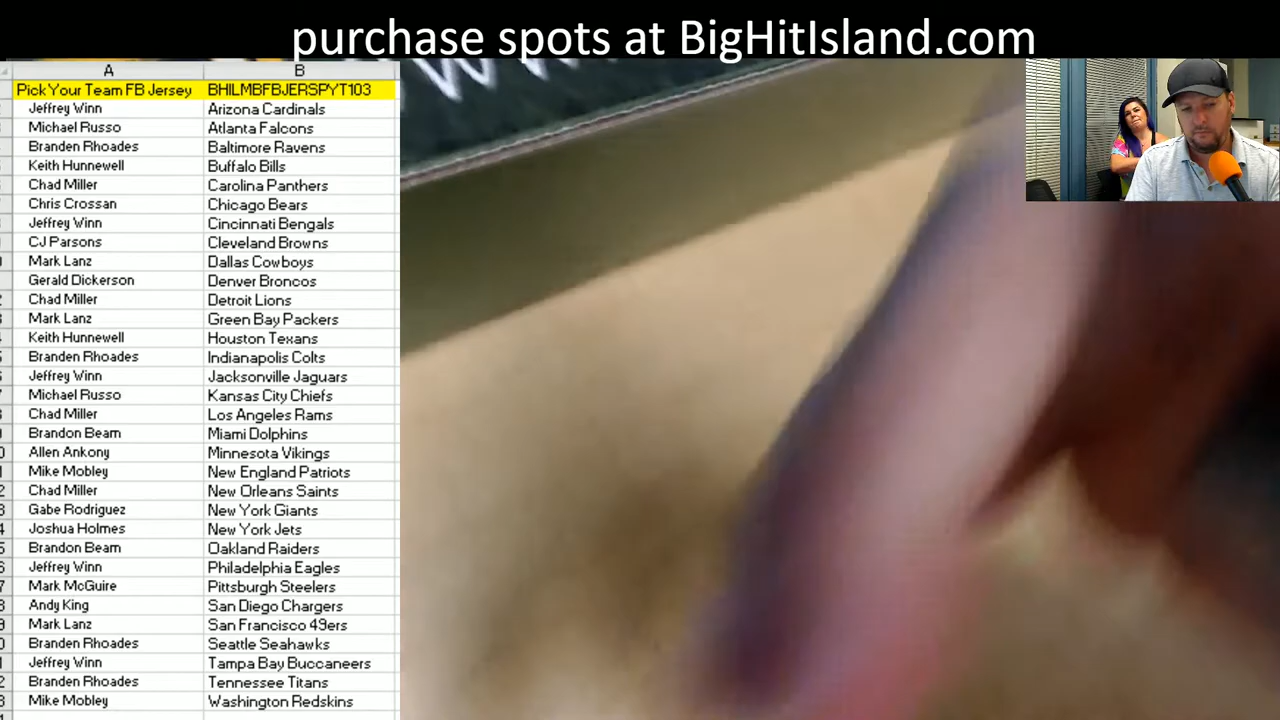 purchase spots at BigHitIsland.com
A B
Pick Your Team FB Jersey BHILMBFBJERSPYT103
Jeffrey Winn Arizona Cardinals
Michael Russo Atlanta Falcons
Branden Rhoades Baltimore Ravens
Keith Hunnewell Buffalo Bills
Chad Miller Carolina Panthers
Chris Crossan Chicago Bears
Jeffrey Winn Cincinnati Bengals
CJ Parsons Cleveland Browns
Mark Lanz Dallas Cowboys
Gerald Dickerson Denver Broncos
Chad Miller Detroit Lions
Mark Lanz Green Bay Packers
Keith Hunnewell Houston Texans
Branden Rhoades Indianapolis Colts
Jeffrey Winn Jacksonville Jaguars
Michael Russo Kansas City Chiefs
Chad Miller Los Angeles Rams
Brandon Beam Miami Dolphins
Allen Ankony Minnesota Vikings
Mike Mobley New England Patriots
Chad Miller New Orleans Saints
Gabe Rodriguez New York Giants
Joshua Holmes New York Jets
Brandon Beam Oakland Raiders
Jeffrey Winn Philadelphia Eagles
Mark McGuire Pittsburgh Steelers
Andy King San Diego Chargers
Mark Lanz San Francisco 49ers
Branden Rhoades Seattle Seahawks
Jeffrey Winn Tampa Bay Buccaneers
Branden Rhoades Tennessee Titans
Mike Mobley Washington Redskins